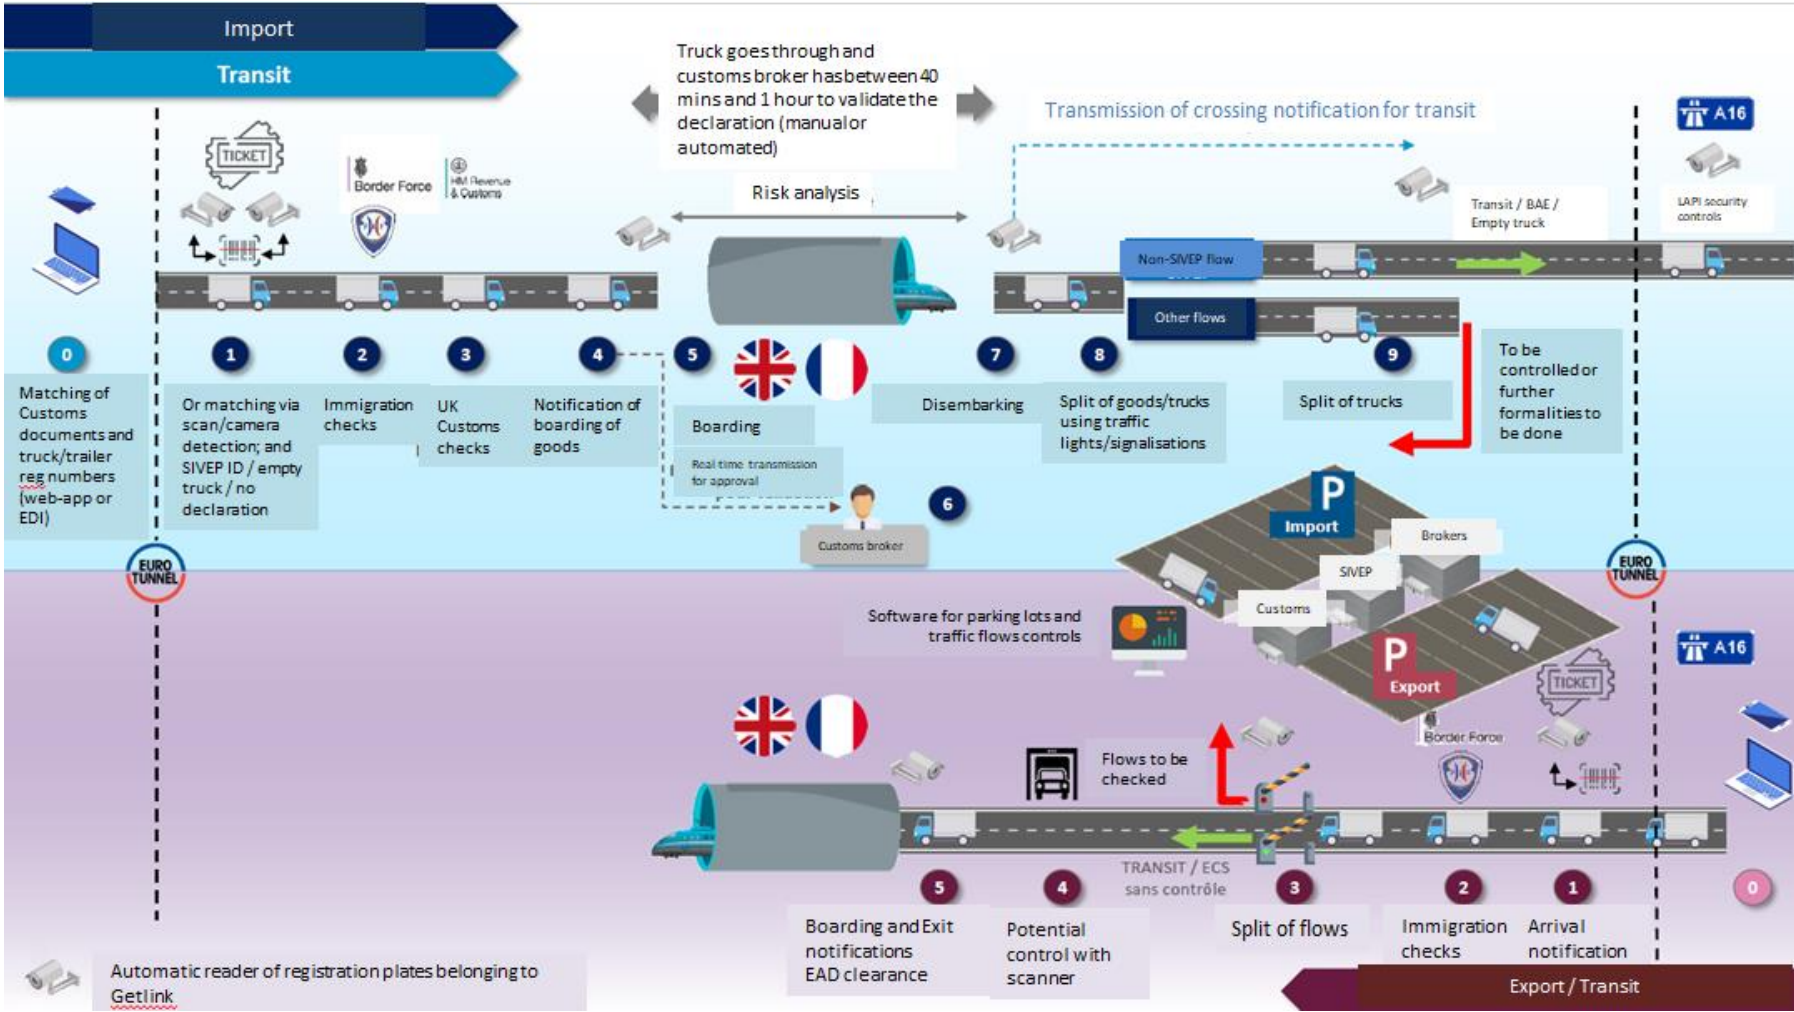 Import
Transit
Truck goes through and
customs broker has between 40
mins and 1 hour to validate the
declaration (manual or
automated)
Risk analysis
Transmission of crossing notification for transit
A16
TICKET
Border Force
HM Revenue
& Customs
Transit / BAE /
Empty truck
LAPI security
controls
Non-SIVEP flow
Other flows
0
1
2
3
4
5
7
8
9
Matching of
Customs
documents and
truck/trailer
reg numbers
(web-app or
EDI)
Or matching via
scan/camera
detection; and
SIVEP ID / empty
truck / no
declaration
Immigration
checks
UK
Customs
checks
Notification of
boarding of
goods
Boarding
Real time transmission
for approval
Disembarking
Split of goods/trucks
using traffic
lights/signalisations
Split of trucks
To be
controlled or
further
formalities to
be done
6
Customs broker
P
Import
Brokers
SIVEP
Customs
P
Export
EURO
TUNNEL
EURO
TUNNEL
Software for parking lots and
traffic flows controls
A16
TICKET
Border Force
Flows to be
checked
TRANSIT / ECS
sans contrôle
5
4
3
2
1
0
Boarding and Exit
notifications
EAD clearance
Potential
control with
scanner
Split of flows
Immigration
checks
Arrival
notification
Automatic reader of registration plates belonging to
Getlink
Export / Transit